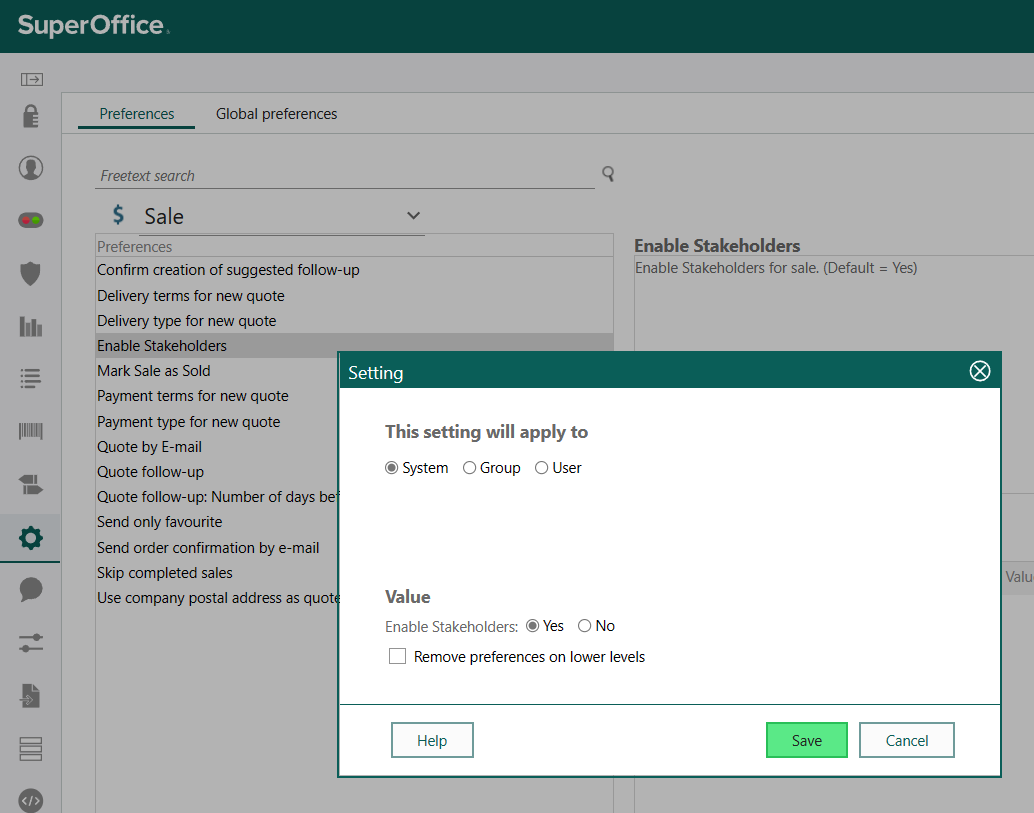 SuperOffice
Preferences
Global preferences
Freetext search
$ Sale
Preferences
Confirm creation of suggested follow-up
Delivery terms for new quote
Delivery type for new quote
Enable Stakeholders
Mark Sale as Sold
Payment terms for new quote
Payment type for new quote
Quote by E-mail
Quote follow-up
Quote follow-up: Number of days bef
Send only favourite
Send order confirmation by e-mail
Skip completed sales
Use company postal address as quote
Enable Stakeholders
Enable Stakeholders for sale. (Default = Yes)
Valu
Setting
This setting will apply to
System Group User
Value
Enable Stakeholders: Yes No
Remove preferences on lower levels
Help Save Cancel